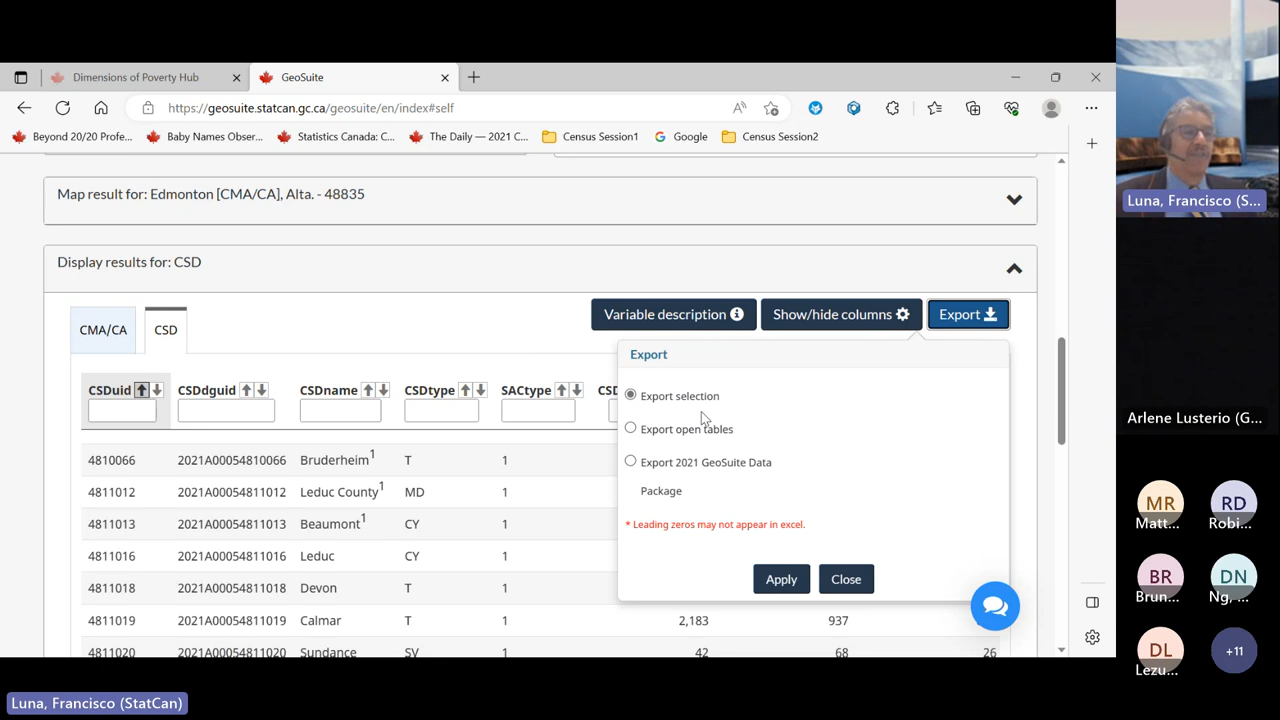 Dimensions of Poverty Hub
GeoSuite
https://geosuite.statcan.gc.ca/geosuite/en/index#self
Beyond 20/20 Profe...
Baby Names Obser...
Statistics Canada: C...
The Daily — 2021 C...
Census Session1
Google
Census Session2
Map result for: Edmonton [CMA/CA], Alta. - 48835
Display results for: CSD
CMA/CA
CSD
Variable description
Show/hide columns
Export
CSDuid CSDdguid CSDname CSDtype SACtype CSD
4810066 2021A00054810066 Bruderheim1 T 1
4811012 2021A00054811012 Leduc County1 MD 1
4811013 2021A00054811013 Beaumont1 CY 1
4811016 2021A00054811016 Leduc CY 1
4811018 2021A00054811018 Devon T 1
4811019 2021A00054811019 Calmar T 1 2,183 937
4811020 2021A00054811020 Sundance SV 1 42 68 26
Export
Export selection
Export open tables
Export 2021 GeoSuite Data
Package
* Leading zeros may not appear in excel.
Apply
Close
Luna, Francisco (S...
Arlene Lusterio (G...
MR
Matt...
RD
Robi...
BR
Brun...
DN
Ng, ...
DL
Lezu...
+11
Luna, Francisco (StatCan)